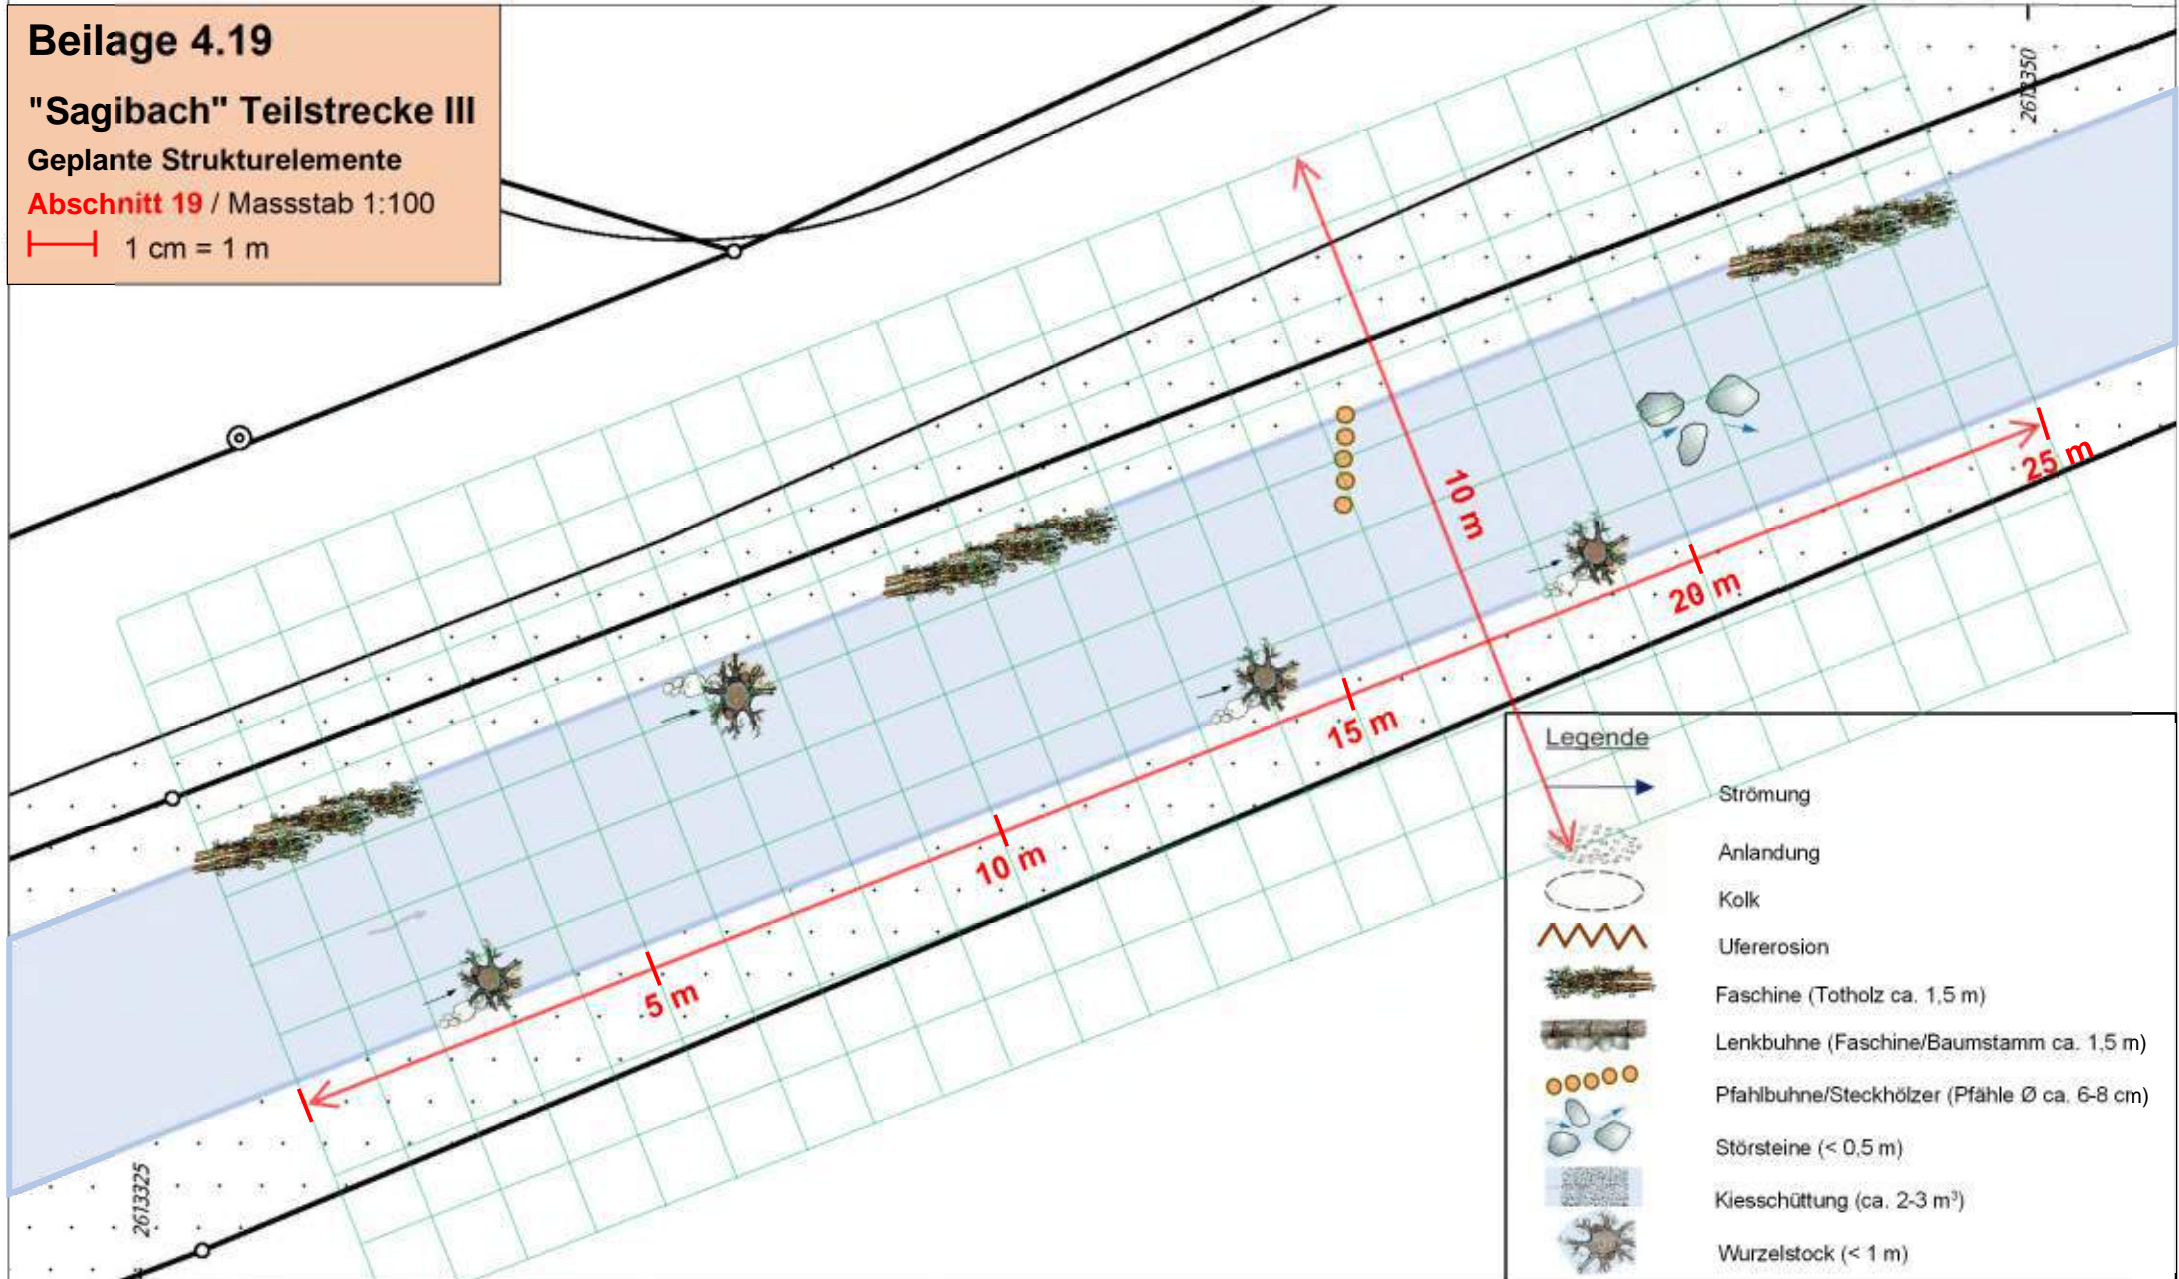 Beilage 4.19
"Sagibach" Teilstrecke III
Geplante Strukturelemente
Abschnitt 19 / Massstab 1:100
1 cm = 1 m
2613350
10 m
25 m
20 m
15 m
10 m
5 m
2613325
Legende
Strömung
Anlandung
Kolk
Ufererosion
Faschine (Totholz ca. 1,5 m)
Lenkbuhne (Faschine/Baumstamm ca. 1,5 m)
Pfahlbuhne/Steckhölzer (Pfähle Ø ca. 6-8 cm)
Störsteine (< 0,5 m)
Kiesschüttung (ca. 2-3 m³)
Wurzelstock (< 1 m)